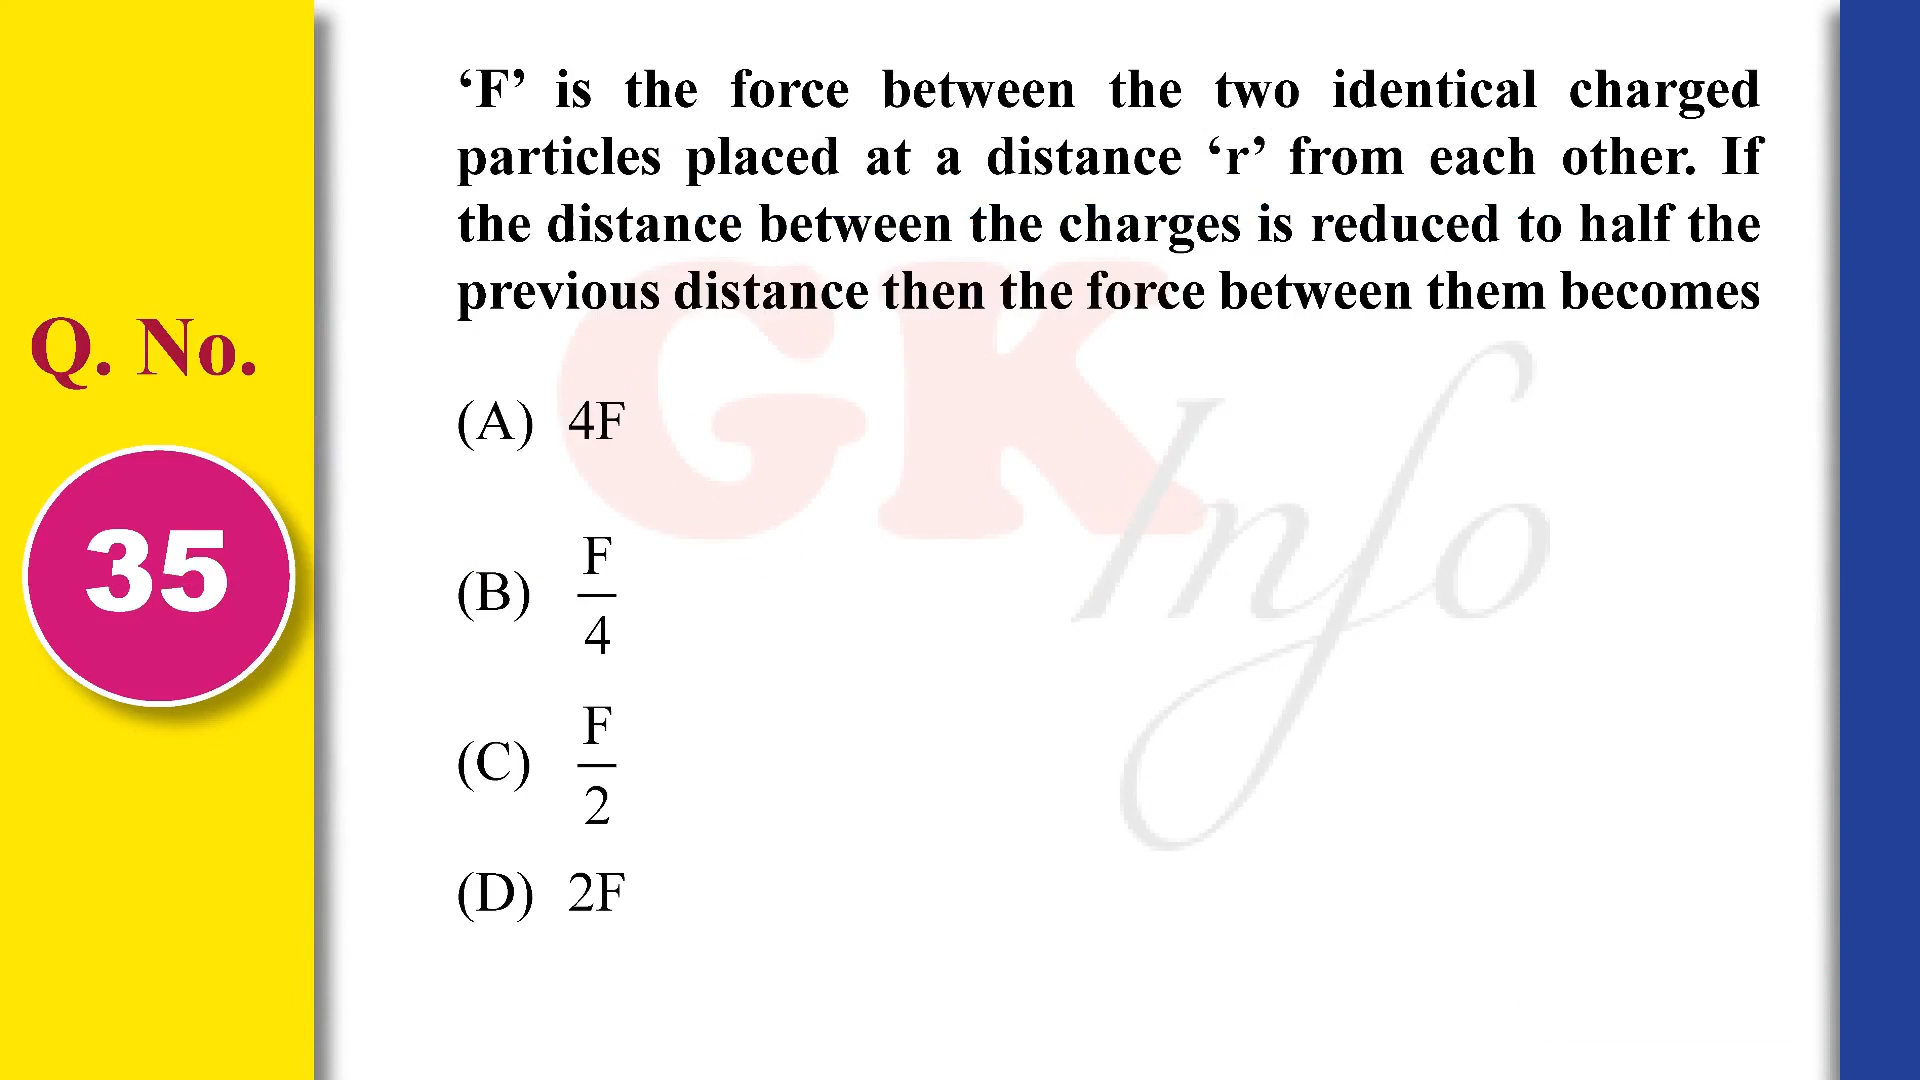 ‘F’ is the force between the two identical charged
particles placed at a distance ‘r’ from each other. If
the distance between the charges is reduced to half the
previous distance then the force between them becomes
Q. No.
35
(A) 4F
(B) F/4
(C) F/2
(D) 2F
GK
Info